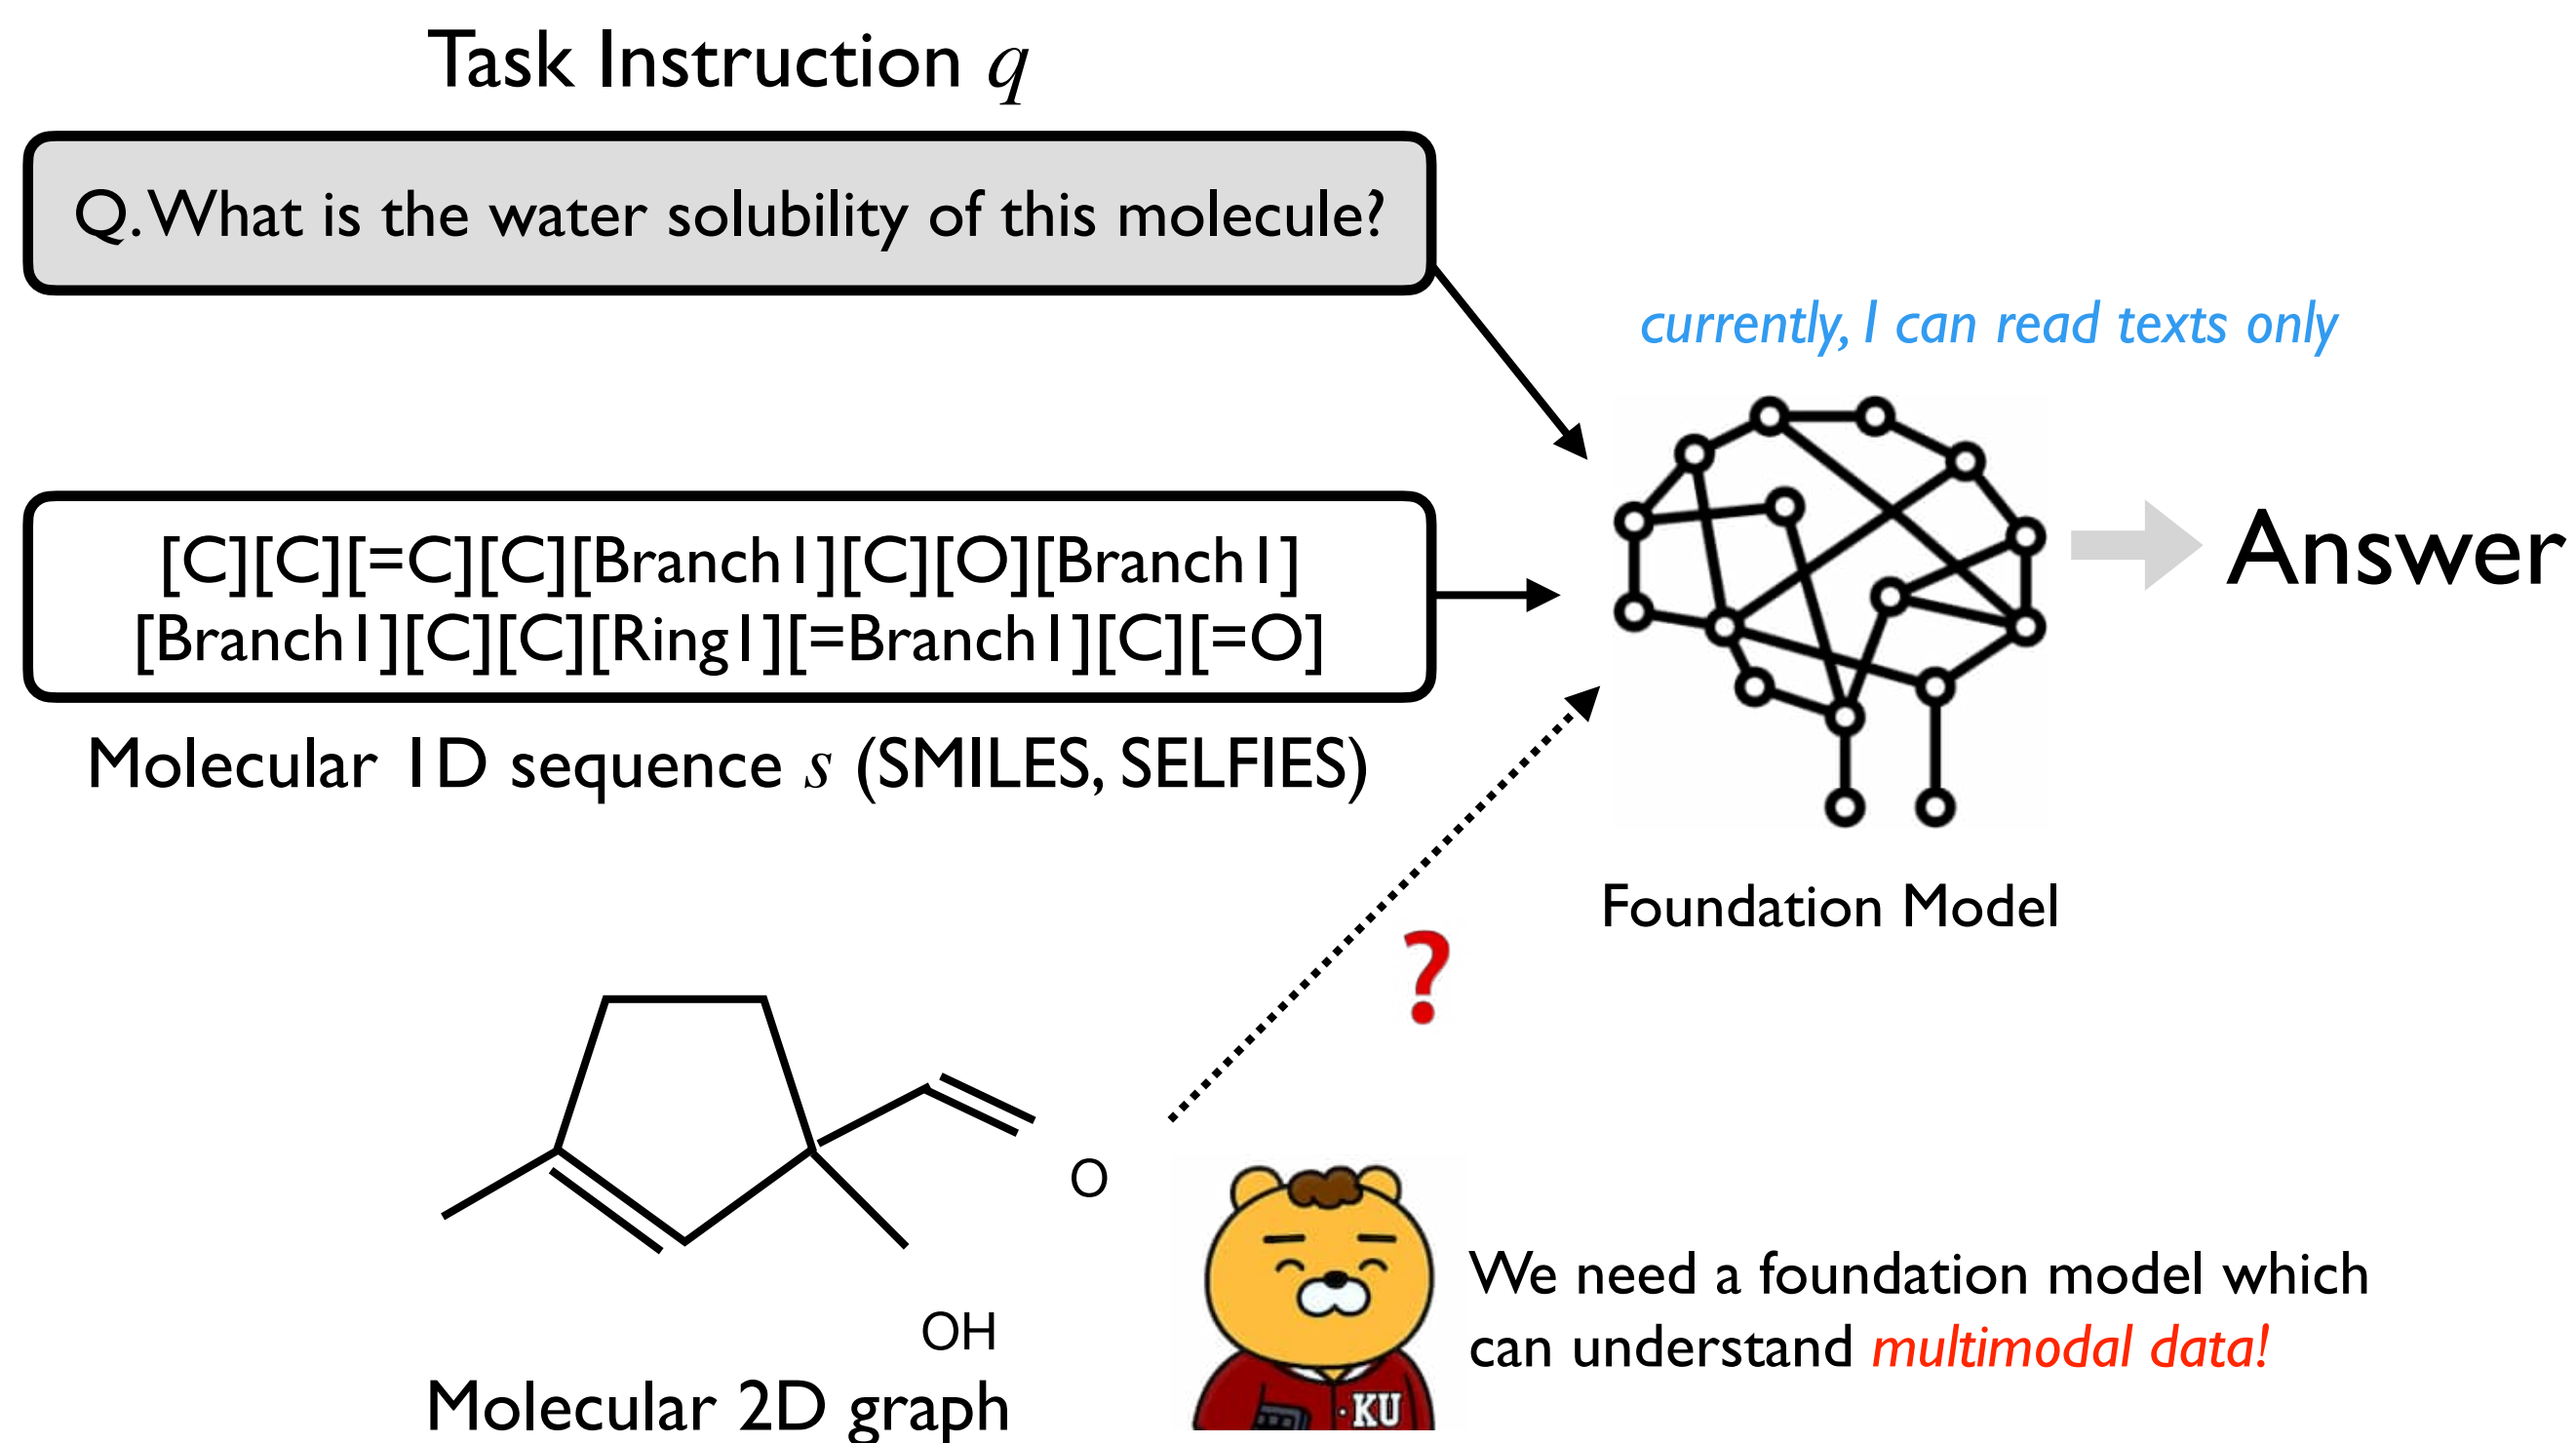 Task Instruction q
Q. What is the water solubility of this molecule?
currently, I can read texts only
[C][C][=C][C][Branch1][C][O][Branch1]
[Branch1][C][C][Ring1][=Branch1][C][=O]
Answer
Molecular 1D sequence s (SMILES, SELFIES)
Foundation Model
?
O
OH
Molecular 2D graph
KU
We need a foundation model which
can understand multimodal data!